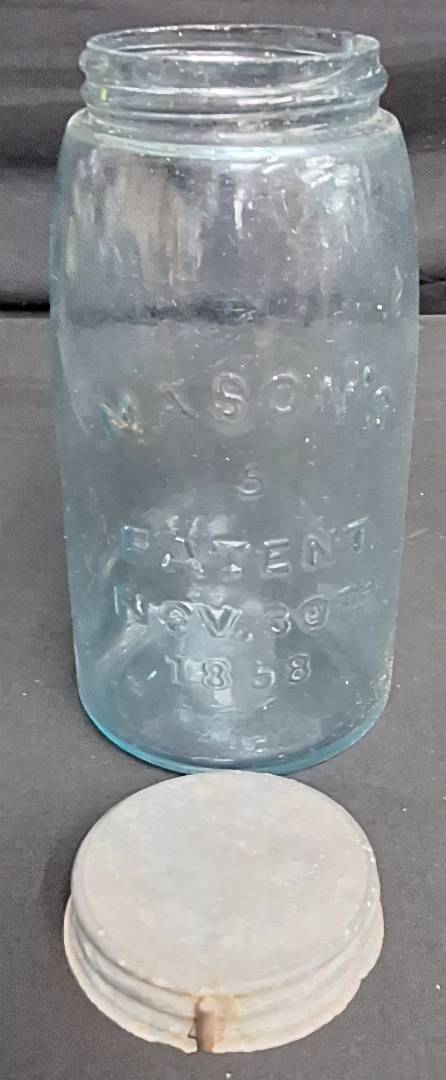 MASON'S
5
PATENT
NOV. 30TH
1858